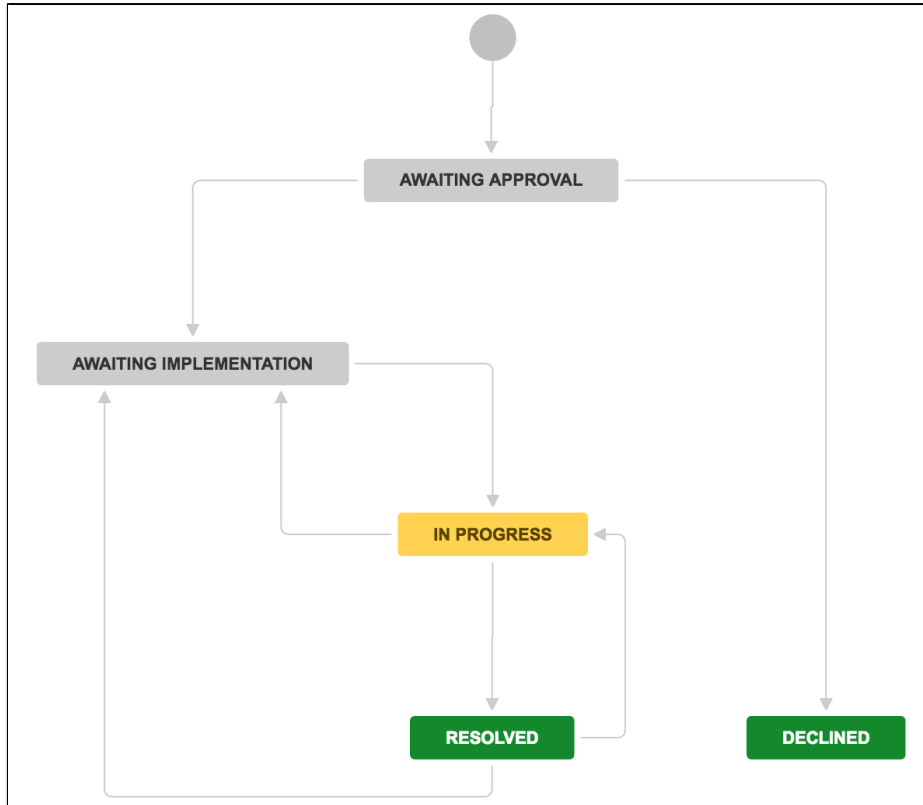 AWAITING APPROVAL
AWAITING IMPLEMENTATION
IN PROGRESS
RESOLVED
DECLINED